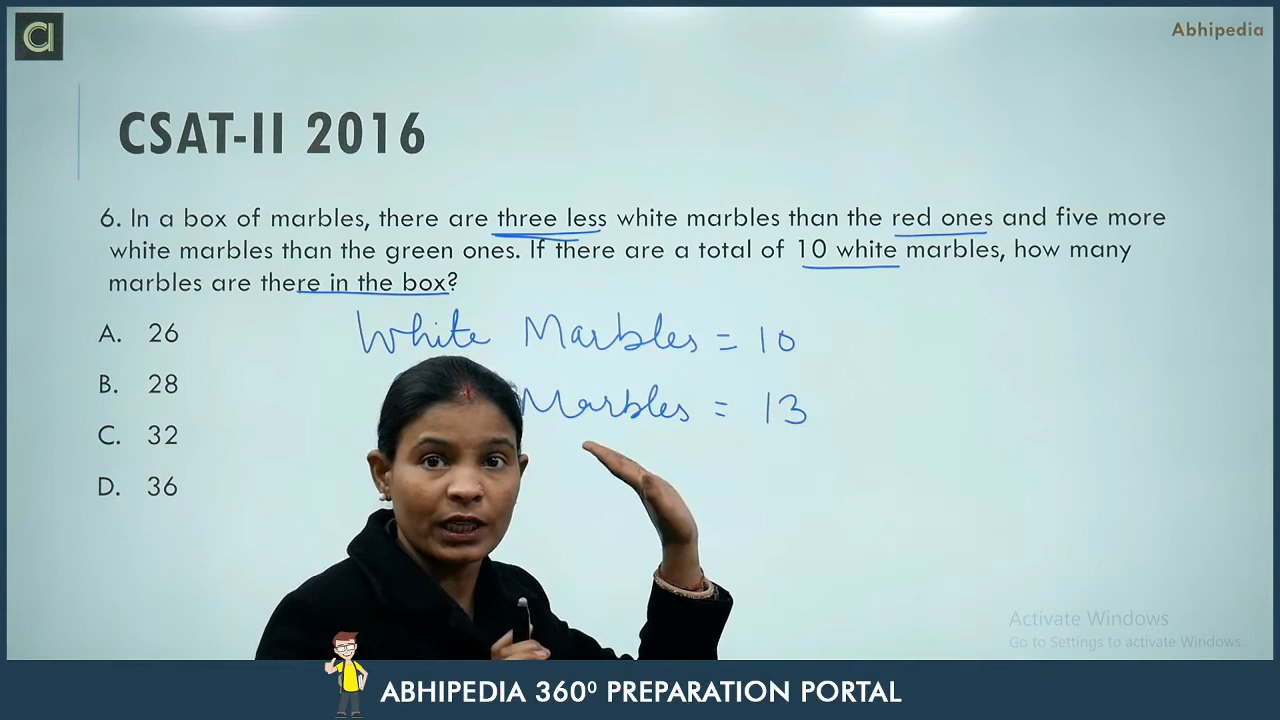 Abhipedia
CSAT-II 2016
6. In a box of marbles, there are three less white marbles than the red ones and five more
white marbles than the green ones. If there are a total of 10 white marbles, how many
marbles are there in the box?
A. 26
B. 28
C. 32
D. 36
White Marbles = 10
Marbles = 13
Activate Windows
Go to Settings to activate Windows.
ABHIPEDIA 360⁰ PREPARATION PORTAL